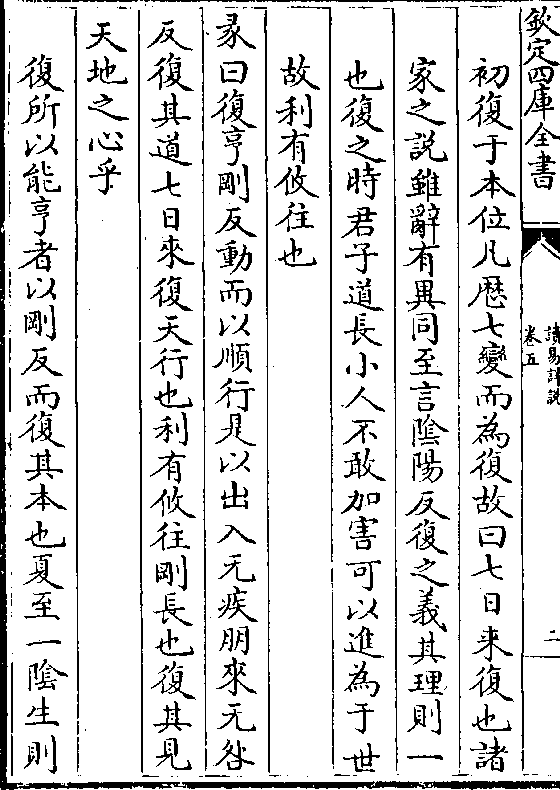 欽定四庫全書
讀易詳說
卷五
二
初復于本位凡歴七變而為復故曰七日来復也諸
家之說雖辭有異同至言陰陽反復之義其理則一
也復之時君子道長小人不敢加害可以進為于世
故利有攸往也
彖曰復亨剛反動而以順行是以出入无疾朋來无咎
反復其道七日來復天行也利有攸往剛長也復其見
天地之心乎
復所以能亨者以剛反而復其本也夏至一陰生則